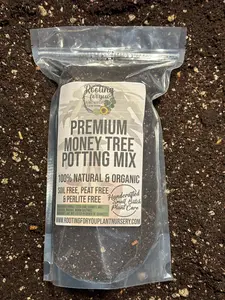 Rooting
for you
PREMIUM
MONEY TREE
POTTING MIX
100% NATURAL & ORGANIC
SOIL FREE, PEAT FREE
& PERLITE FREE
Handcrafted
Small Batch
Plant Care
WWW.ROOTINGFORYOUPLANTNURSERY.COM